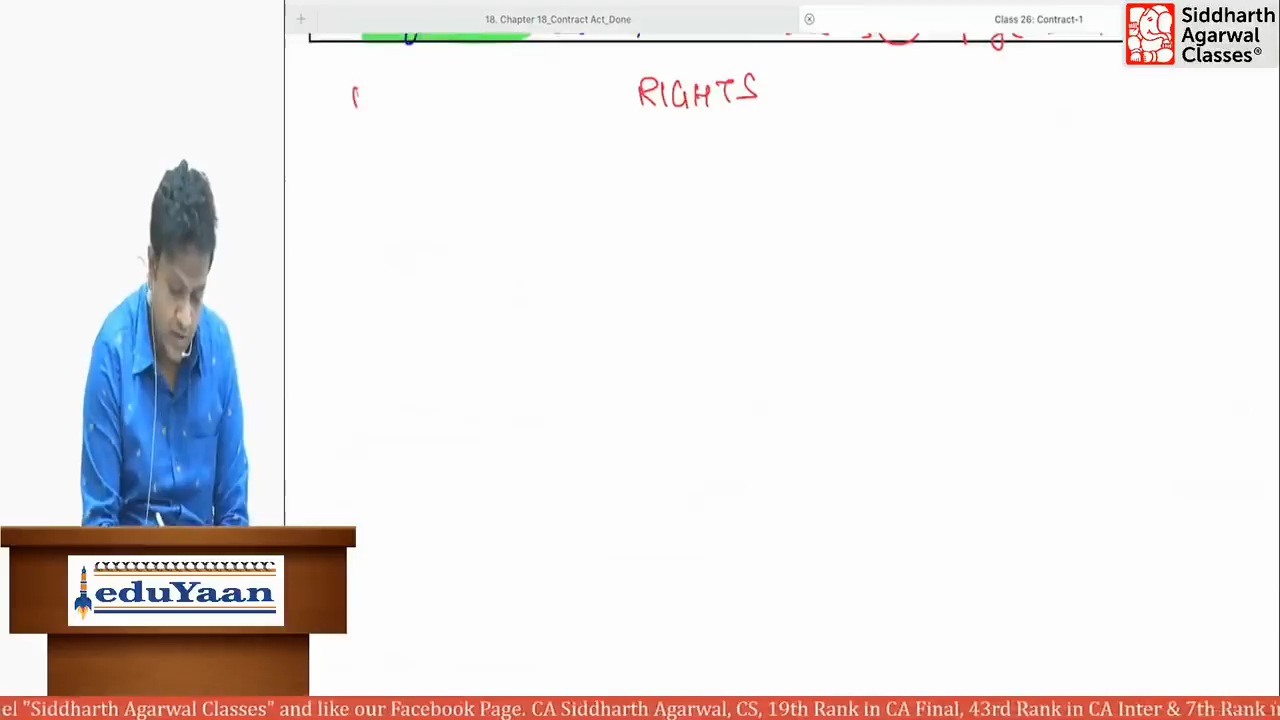 18. Chapter 18_Contract Act_Done
Class 26: Contract-1
Siddharth
Agarwal
Classes®
RIGHTS
eduYaan
el "Siddharth Agarwal Classes" and like our Facebook Page. CA Siddharth Agarwal, CS, 19th Rank in CA Final, 43rd Rank in CA Inter & 7th Rank